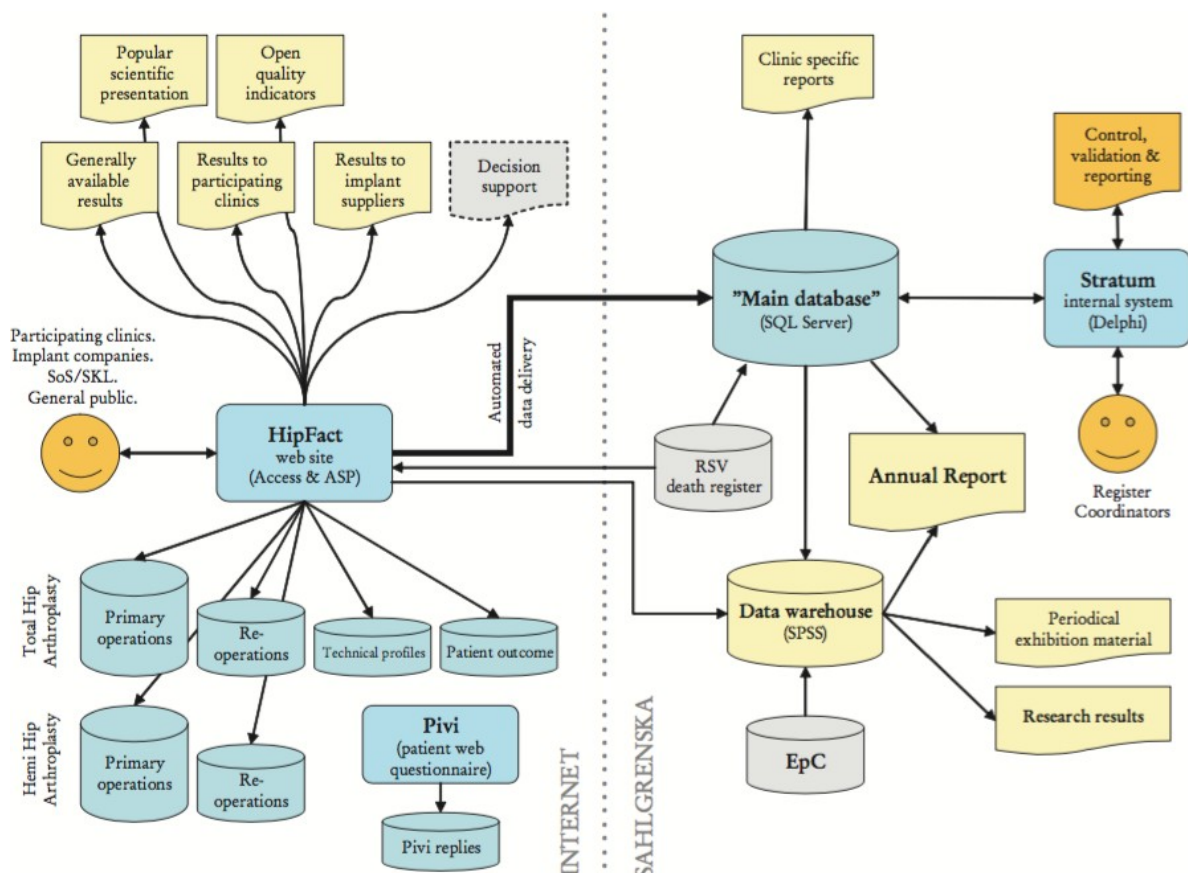 Popular
scientific
presentation
Open
quality
indicators
Generally
available
results
Results to
participating
clinics
Results to
implant
suppliers
Decision
support
Participating clinics.
Implant companies.
SoS/SKL.
General public.
HipFact
web site
(Access & ASP)
Automated
data delivery
Total Hip
Arthroplasty
Primary
operations
Re-
operations
Technical profiles
Patient outcome
Hemi Hip
Arthroplasty
Primary
operations
Re-
operations
Pivi
(patient web
questionnaire)
Pivi replies
INTERNET
SAHLGRENSKA
Clinic specific
reports
Control,
validation &
reporting
"Main database"
(SQL Server)
Stratum
internal system
(Delphi)
RSV
death register
Annual Report
Register
Coordinators
Data warehouse
(SPSS)
Periodical
exhibition material
Research results
EpC